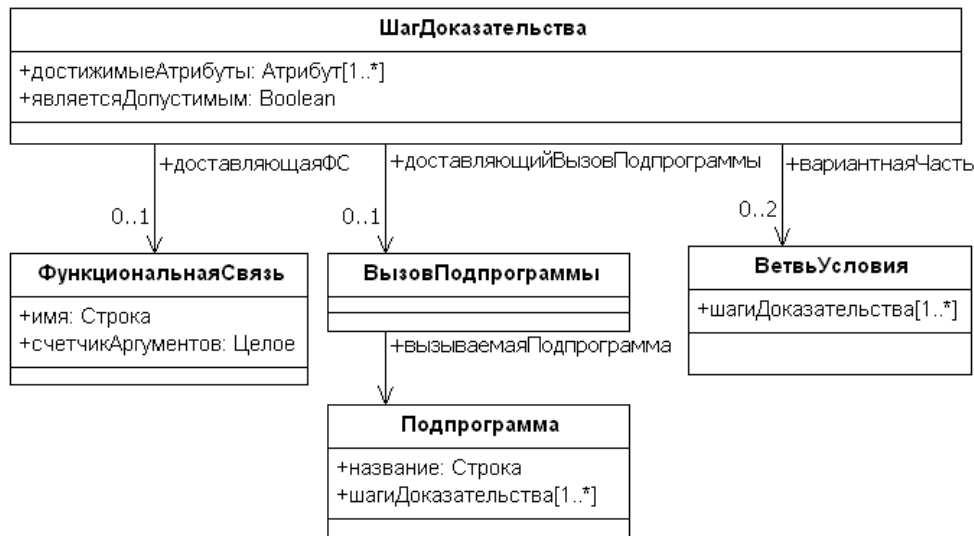 ШагДоказательства
+достижимыеАтрибуты: Атрибут[1..*]
+являетсяДопустимым: Boolean
+доставляющаяФС
+доставляющийВызовПодпрограммы
+вариантнаяЧасть
0..1
0..1
0..2
ФункциональнаяСвязь
+имя: Строка
+счетчикАргументов: Целое
ВызовПодпрограммы
ВетвьУсловия
+шагиДоказательства[1..*]
+вызываемаяПодпрограмма
Подпрограмма
+название: Строка
+шагиДоказательства[1..*]